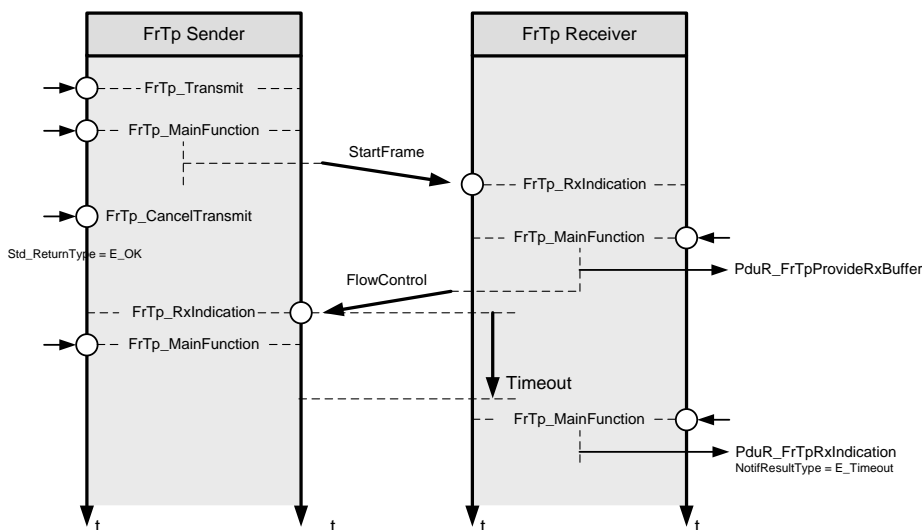 FrTp Sender
FrTp Receiver
FrTp_Transmit
FrTp_MainFunction
StartFrame
FrTp_RxIndication
FrTp_CancelTransmit
FrTp_MainFunction
Std_ReturnType = E_OK
PduR_FrTpProvideRxBuffer
FlowControl
FrTp_RxIndication
FrTp_MainFunction
Timeout
FrTp_MainFunction
PduR_FrTpRxIndication
NotifResultType = E_Timeout
t
t
t
t